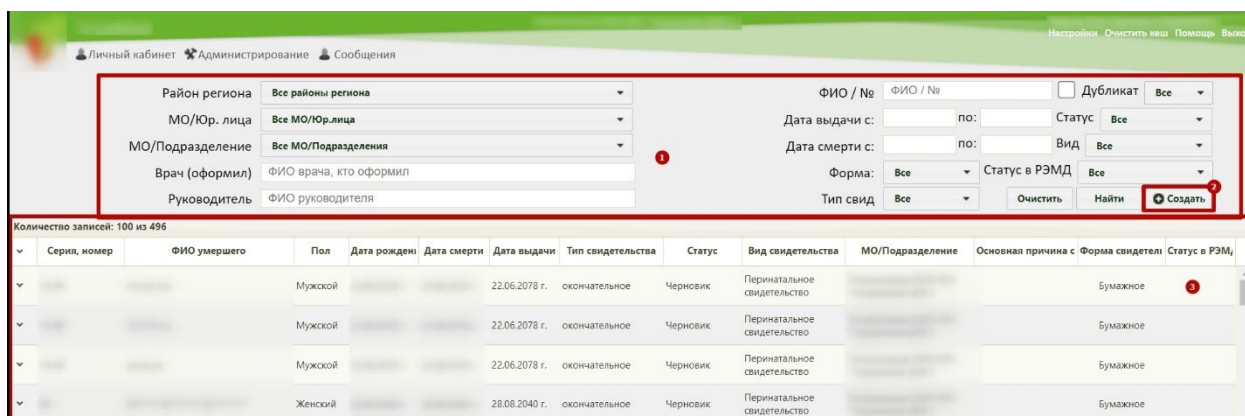 Настройки Очистить кеш Помощь Выхо
Личный кабинет Администрирование Сообщения
Район региона Все районы региона ФИО / № ФИО / № Дубликат Все
МО/Юр. лица Все МО/Юр.лица Дата выдачи с: по: Статус Все
МО/Подразделение Все МО/Подразделения Дата смерти с: по: Вид Все
1
Врач (оформил) ФИО врача, кто оформил Форма: Все Статус в РЭМД Все
2
Руководитель ФИО руководителя Тип свид Все Очистить Найти Создать
Количество записей: 100 из 496
Серия, номер ФИО умершего Пол Дата рождени Дата смерти Дата выдачи Тип свидетельства Статус Вид свидетельства МО/Подразделение Основная причина с Форма свидетель Статус в РЭМ
Мужской 22.06.2078 г. окончательное Черновик Перинатальное свидетельство Бумажное 3
Мужской 22.06.2078 г. окончательное Черновик Перинатальное свидетельство Бумажное
Мужской 22.06.2078 г. окончательное Черновик Перинатальное свидетельство Бумажное
Женский 28.08.2040 г. окончательное Черновик Перинатальное свидетельство Бумажное